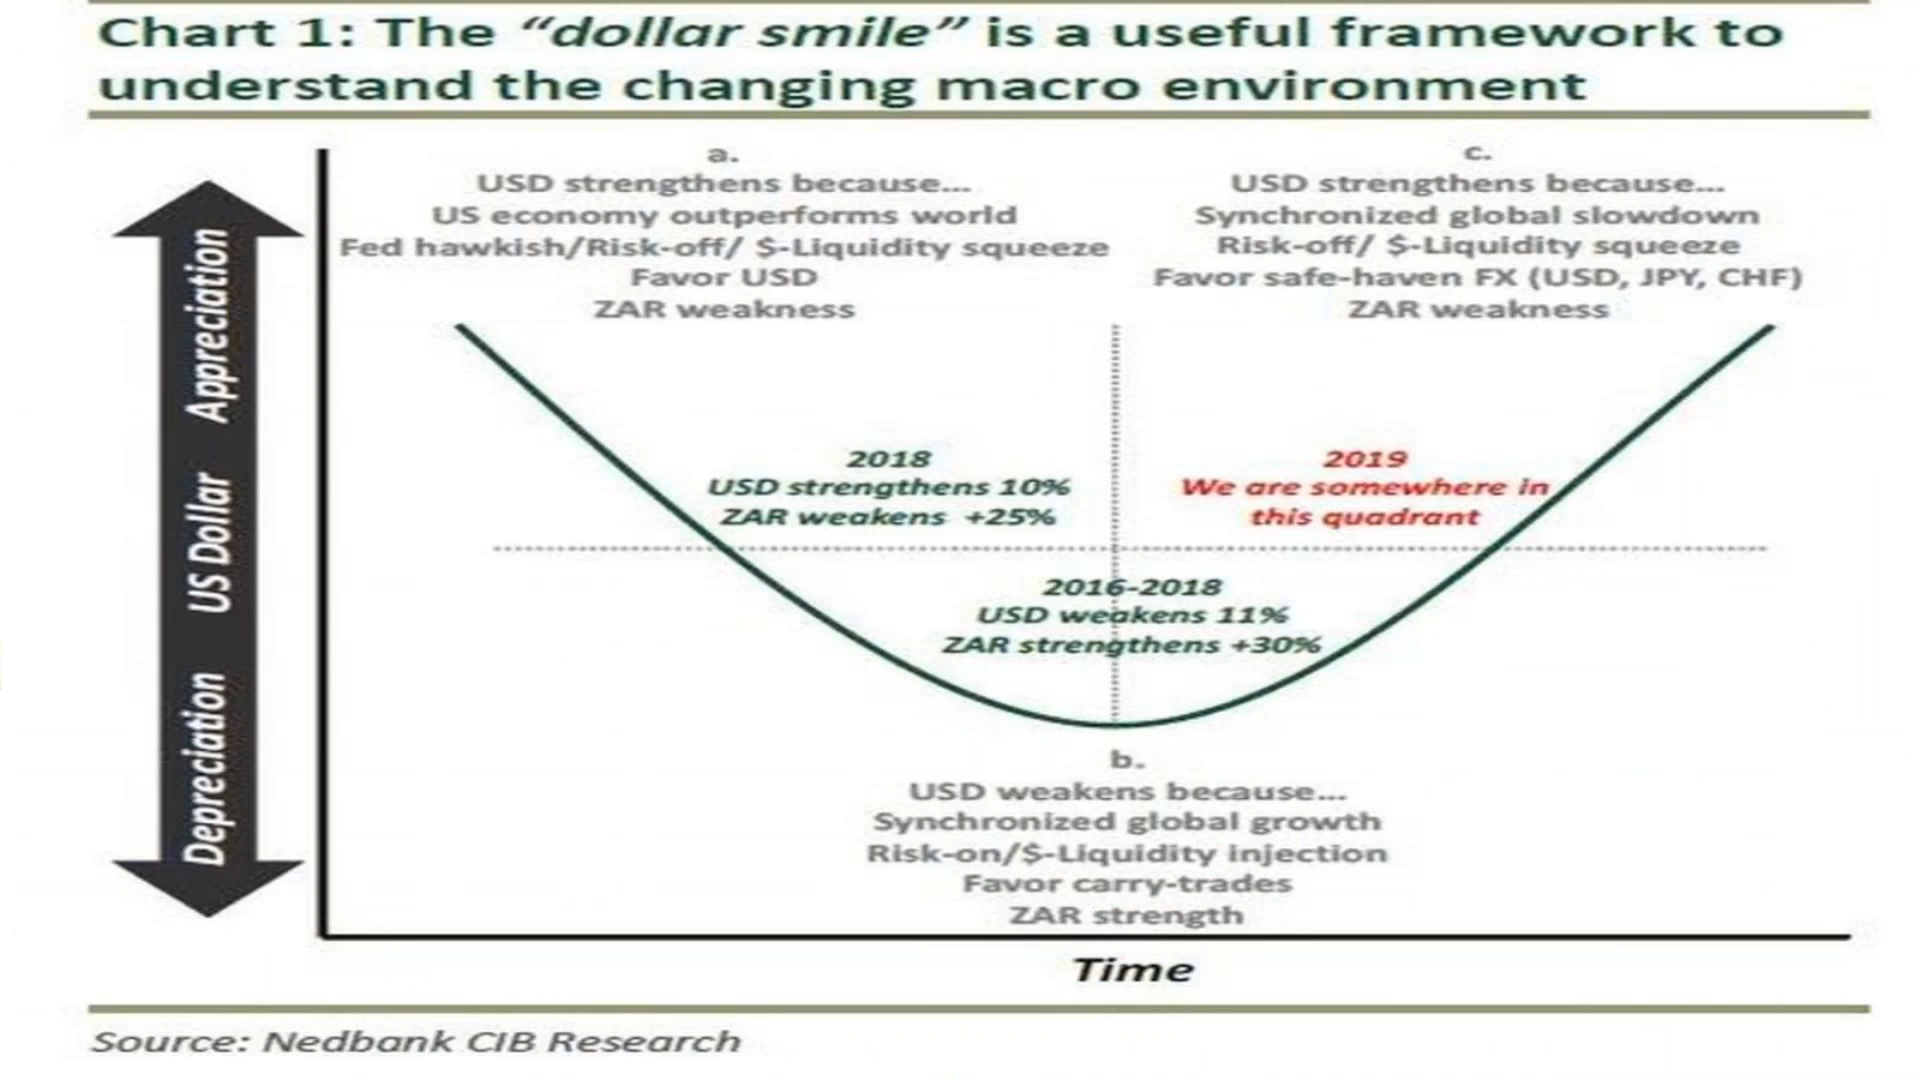 Chart 1: The “dollar smile” is a useful framework to
understand the changing macro environment
a.
USD strengthens because...
US economy outperforms world
Fed hawkish/Risk-off/ $-Liquidity squeeze
Favor USD
ZAR weakness
c.
USD strengthens because...
Synchronized global slowdown
Risk-off/ $-Liquidity squeeze
Favor safe-haven FX (USD, JPY, CHF)
ZAR weakness
Depreciation US Dollar Appreciation
2018
USD strengthens 10%
ZAR weakens +25%
2019
We are somewhere in
this quadrant
2016-2018
USD weakens 11%
ZAR strengthens +30%
b.
USD weakens because...
Synchronized global growth
Risk-on/$-Liquidity injection
Favor carry-trades
ZAR strength
Time
Source: Nedbank CIB Research